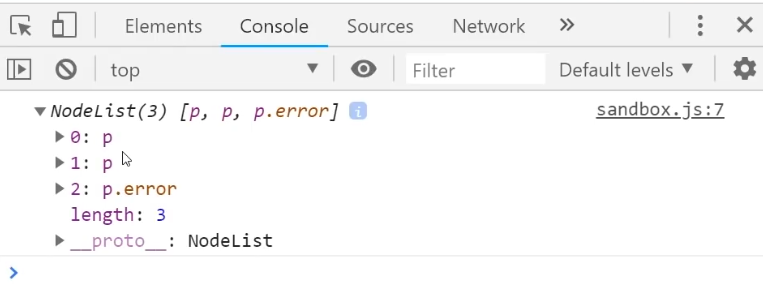 Elements Console Sources Network »
top Filter Default levels ▼
▼NodeList(3) [p, p, p.error] i sandbox.js:7
▶ 0: p
▶ 1: p
▶ 2: p.error
length: 3
▶ __proto__: NodeList
>